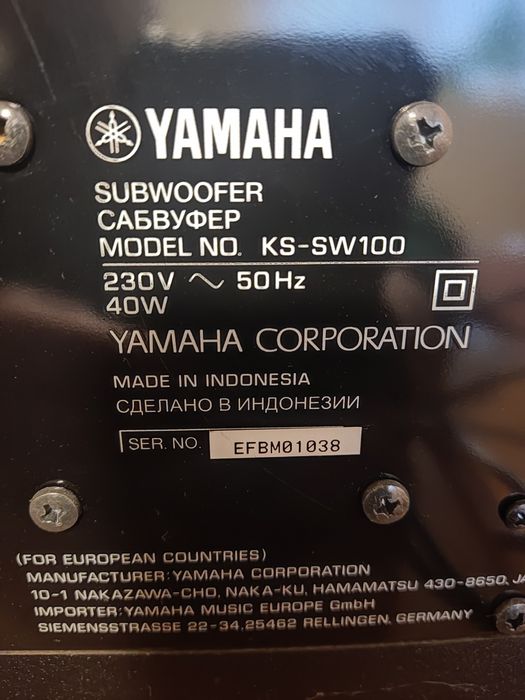 YAMAHA
SUBWOOFER
САБВУФЕР
MODEL NO. KS-SW100
230V ~ 50Hz
40W
YAMAHA CORPORATION
MADE IN INDONESIA
СДЕЛАНО В ИНДОНЕЗИИ
SER. NO. EFBM01038
(FOR EUROPEAN COUNTRIES)
MANUFACTURER:YAMAHA CORPORATION
10-1 NAKAZAWA-CHO, NAKA-KU, HAMAMATSU 430-8650,
IMPORTER:YAMAHA MUSIC EUROPE GmbH
SIEMENSSTRASSE 22-34,25462 RELLINGEN, GERMANY